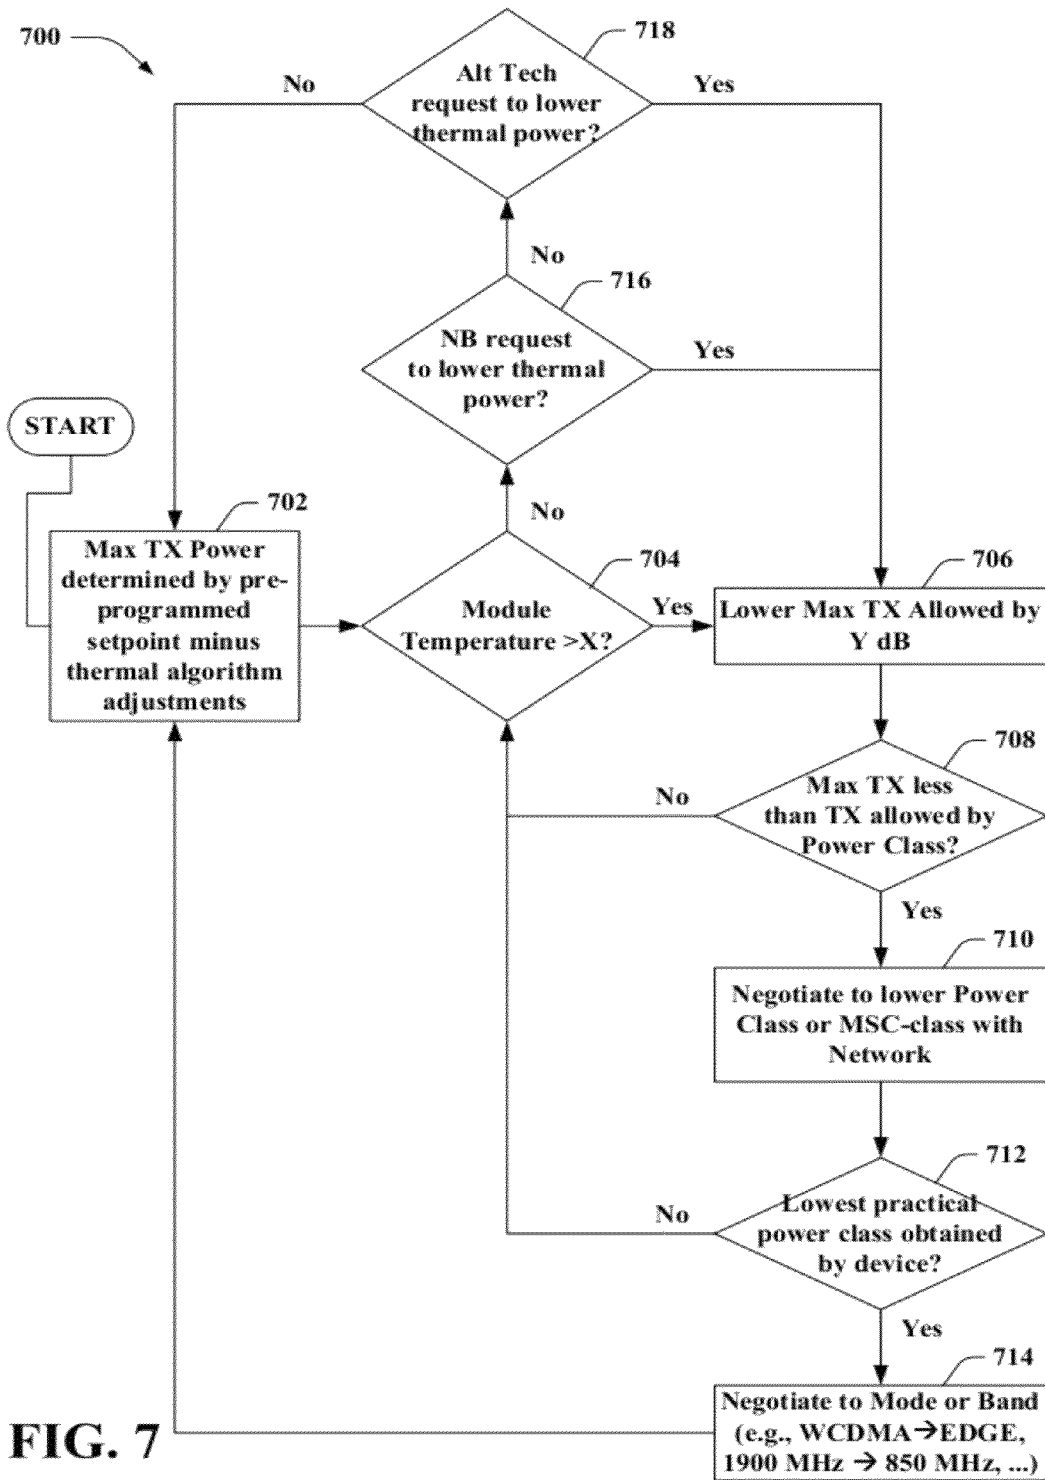 700
718
No
Alt Tech
request to lower
thermal power?
Yes
No
716
NB request
to lower thermal
power?
Yes
START
702
No
Max TX Power
determined by pre-
programmed
setpoint minus
thermal algorithm
adjustments
704
Module
Temperature >X?
Yes
706
Lower Max TX Allowed by
Y dB
708
No
Max TX less
than TX allowed by
Power Class?
Yes
710
Negotiate to lower Power
Class or MSC-class with
Network
712
No
Lowest practical
power class obtained
by device?
Yes
714
Negotiate to Mode or Band
(e.g., WCDMA→EDGE,
1900 MHz → 850 MHz, ...)
FIG. 7